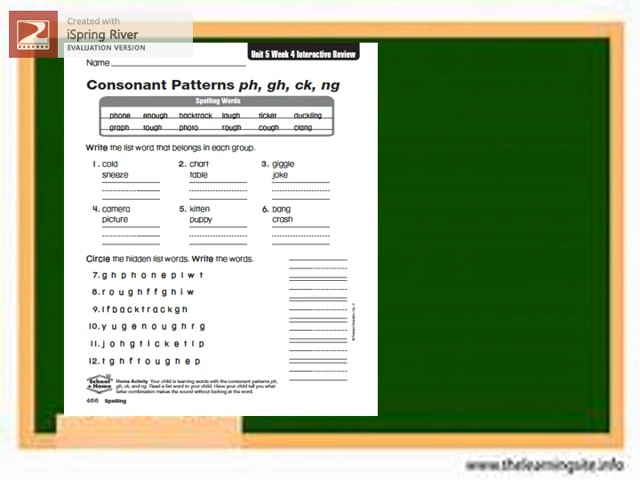 Created with
iSpring River
EVALUATION VERSION
Unit 5 Week 4 Interactive Review
Name
Consonant Patterns ph, gh, ck, ng
Spelling Words
phone enough backtrack laugh ticket duckling
graph tough photo rough cough clang
Write the list word that belongs in each group.
1. cold 2. chart 3. giggle
sneeze table joke
4. camera 5. kitten 6. bang
picture puppy crash
Circle the hidden list words. Write the words.
7. g h p h o n e p l w t
8. r o u g h f f g h i w
9. l f b a c k t r a c k g h
10. y u g e n o u g h r g
11. j o h g t i c k e t l p
12. t g h f t o u g h e p
School + Home
Home Activity Your child is learning words with the consonant patterns ph,
gh, ck, and ng. Read a list word to your child. Have your child tell you what
letter combination makes the sound without looking at the word.
466 Spelling
www.thelearningsite.info